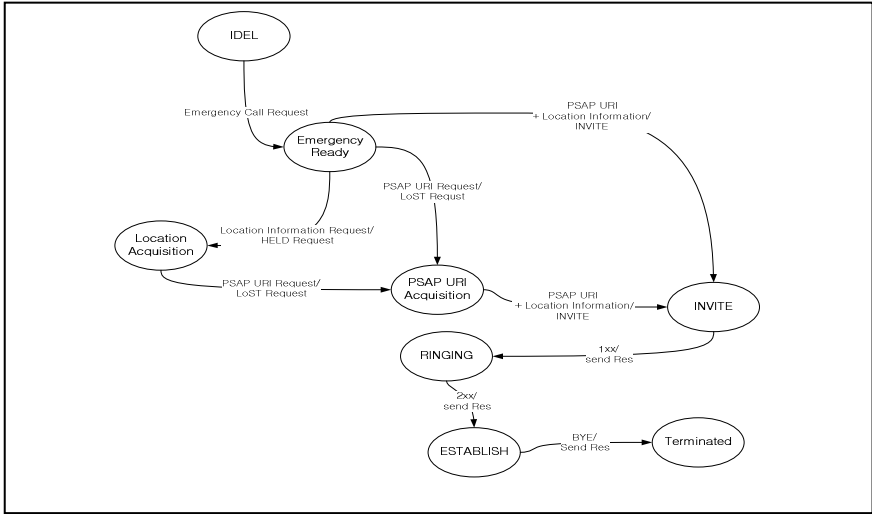 IDEL
Emergency Call Request
PSAP URI
+ Location Information/
INVITE
Emergency
Ready
PSAP URI Request/
LoST Requst
Location Information Request/
HELD Request
Location
Acquisition
PSAP URI Request/
LoST Request
PSAP URI
Acquisition
PSAP URI
+ Location Information/
INVITE
INVITE
1xx/
send Res
RINGING
2xx/
send Res
ESTABLISH
BYE/
Send Res
Terminated